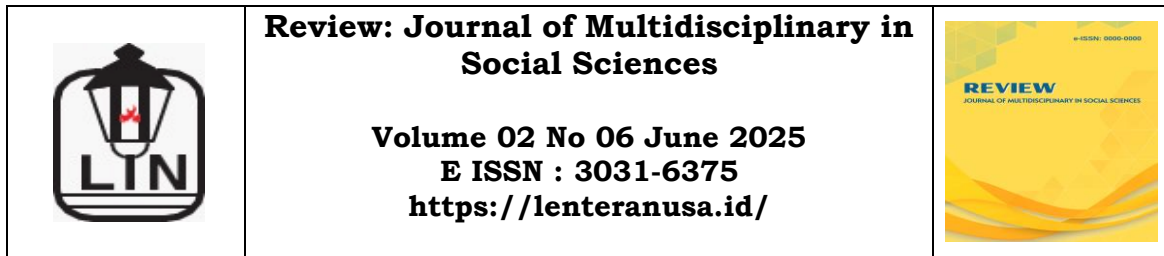 LIN
Review: Journal of Multidisciplinary in
Social Sciences
Volume 02 No 06 June 2025
E ISSN : 3031-6375
https://lenteranusa.id/
e-ISSN: 0000-0000
REVIEW
JOURNAL OF MULTIDISCIPLINARY IN SOCIAL SCIENCES